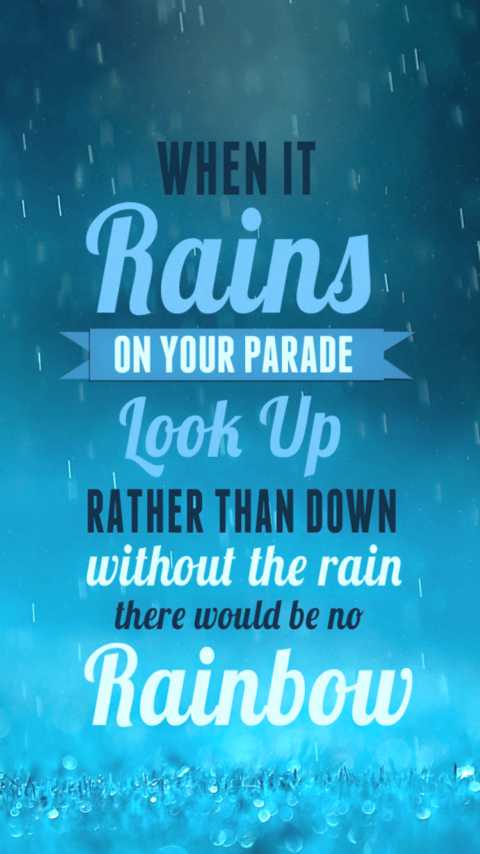 WHEN IT
Rains
ON YOUR PARADE
Look Up
RATHER THAN DOWN
without the rain
there would be no
Rainbow